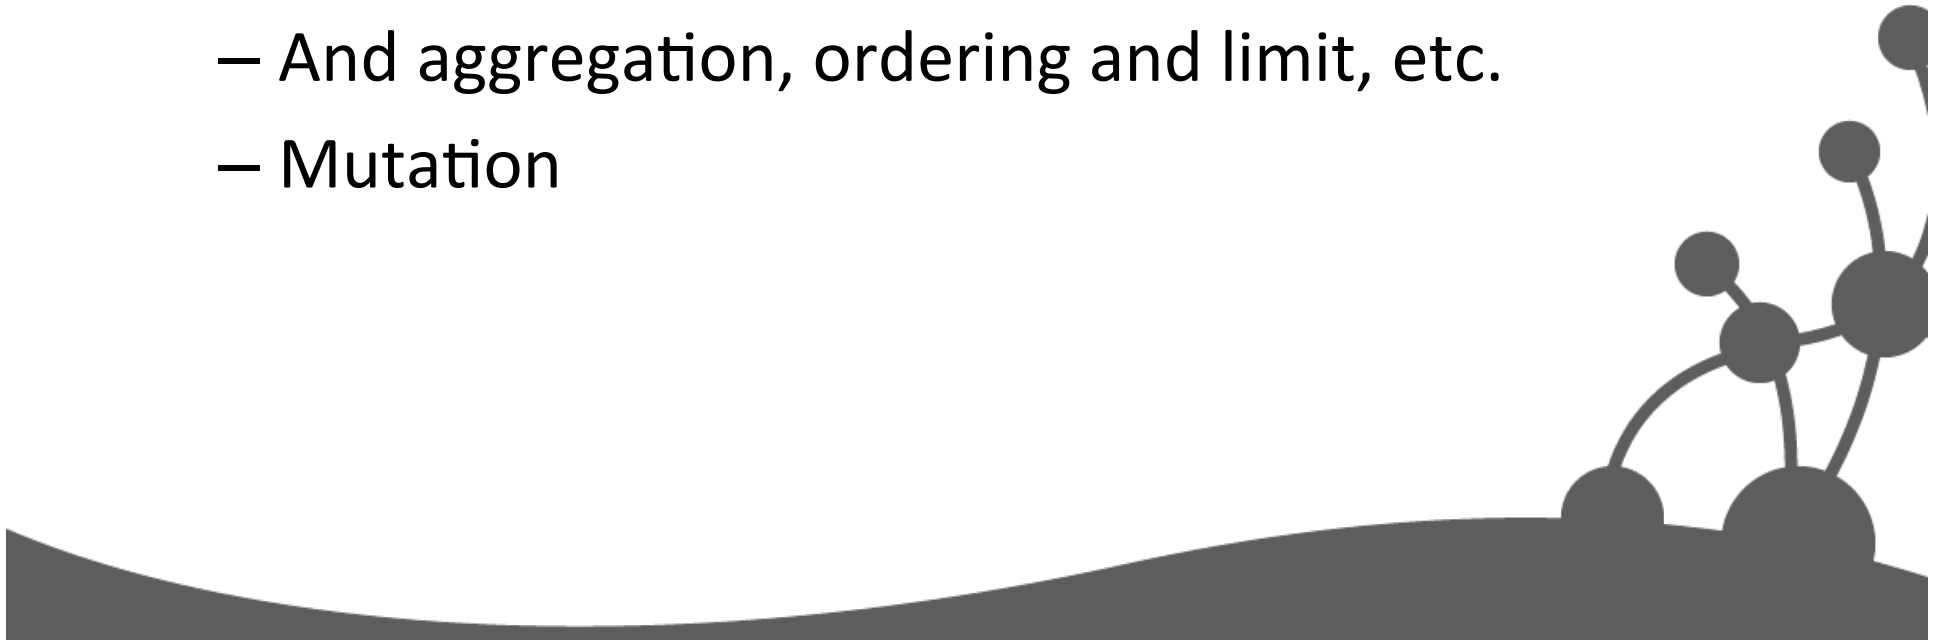 – And aggregation, ordering and limit, etc.
– Mutation